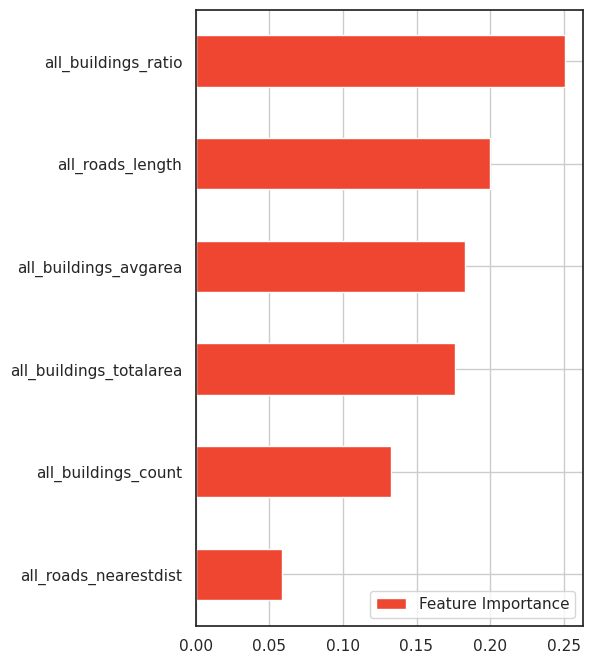 all_buildings_ratio
all_roads_length
all_buildings_avgarea
all_buildings_totalarea
all_buildings_count
all_roads_nearestdist
Feature Importance
0.00 0.05 0.10 0.15 0.20 0.25